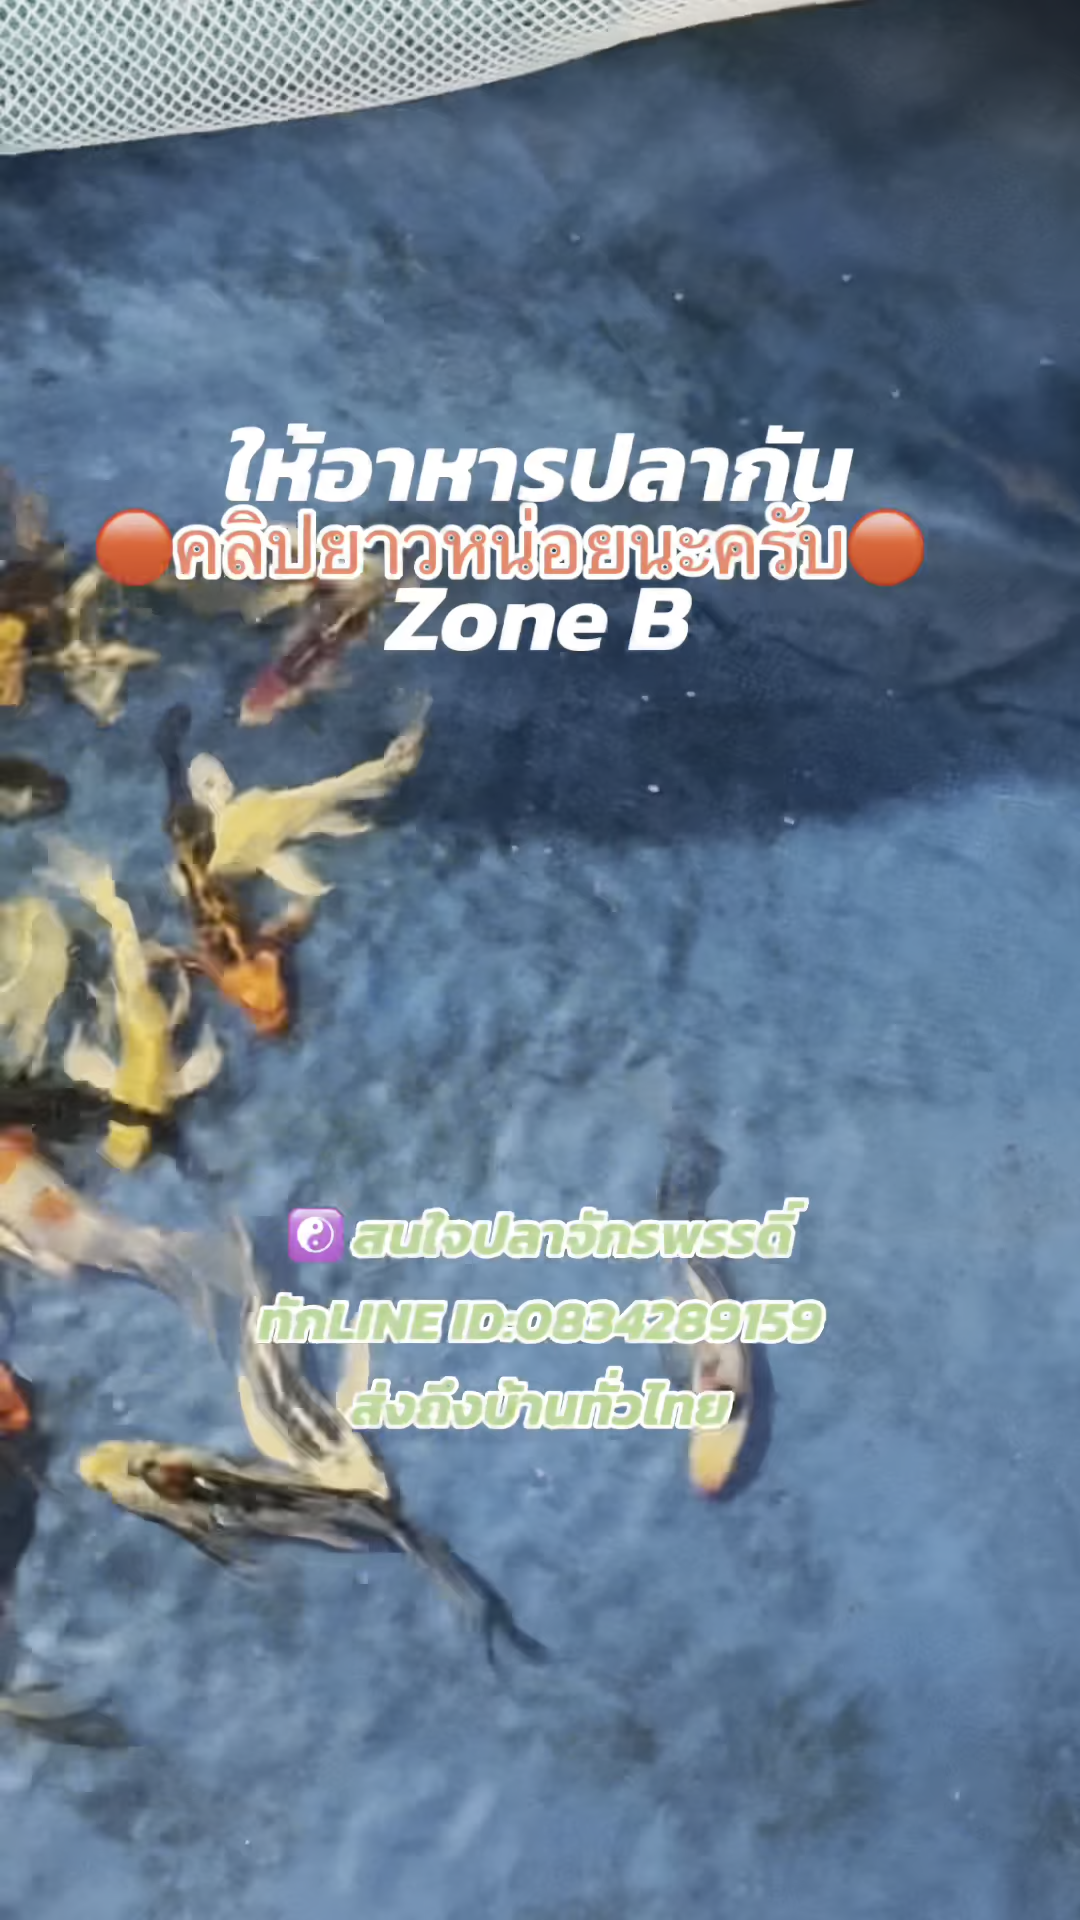 ให้อาหารปลากัน
🔴คลิปยาวหน่อยนะครับ🔴
Zone B
☯️สนใจปลาจักรพรรดิ์
ทักLINE ID:0834289159
ส่งถึงบ้านทั่วไทย